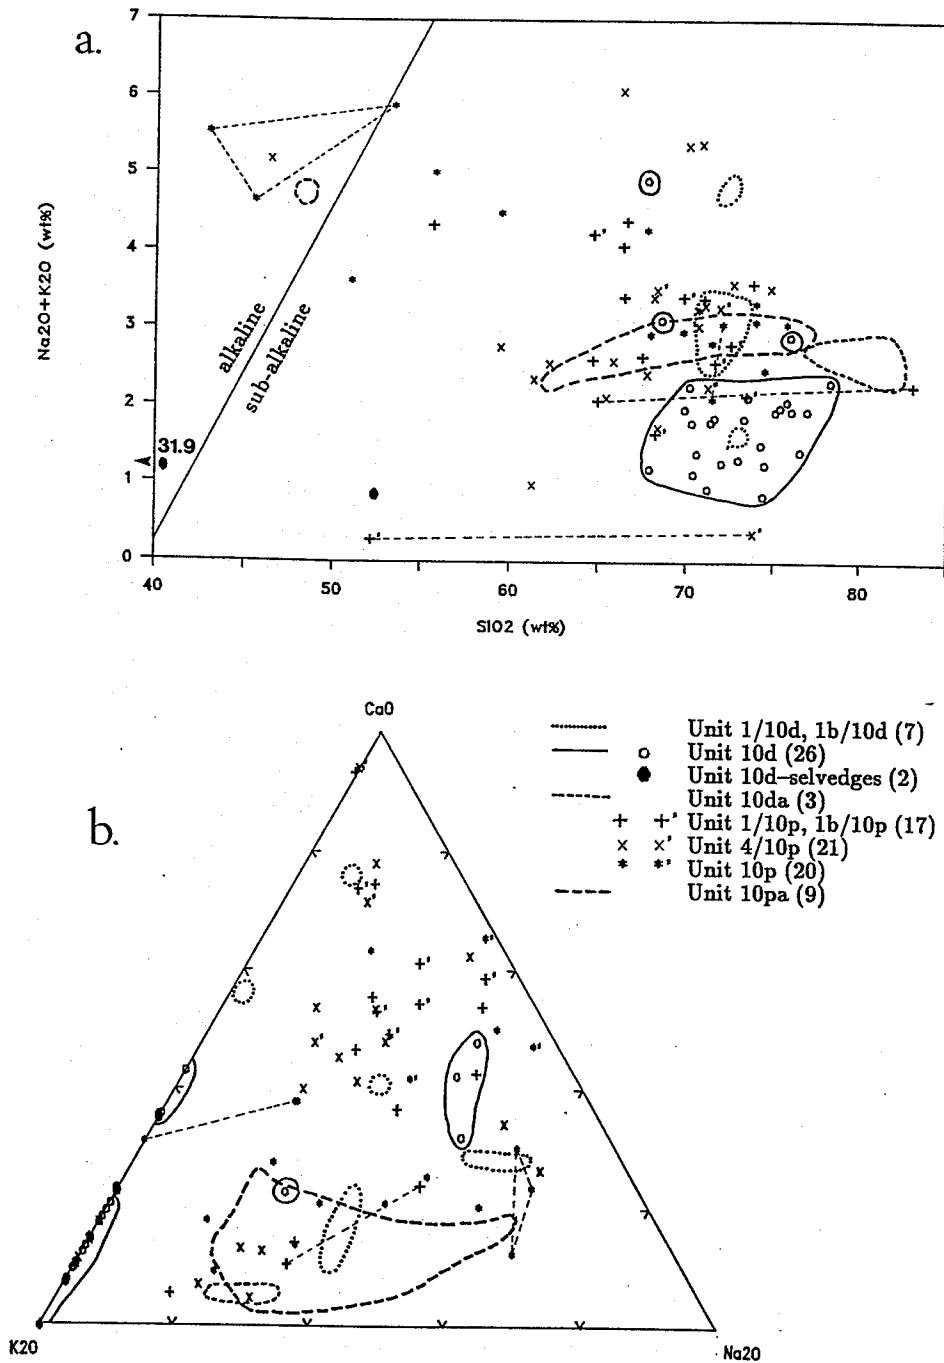 a.
7
6
5
4
3
2
1
0
Na2O+K2O (wt%)
alkaline
sub-alkaline
31.9
40
50
60
70
80
SIO2 (wt%)
b.
CaO
K2O
Na2O
Unit 1/10d, 1b/10d (7)
Unit 10d (26)
Unit 10d–selvedges (2)
Unit 10da (3)
Unit 1/10p, 1b/10p (17)
Unit 4/10p (21)
Unit 10p (20)
Unit 10pa (9)